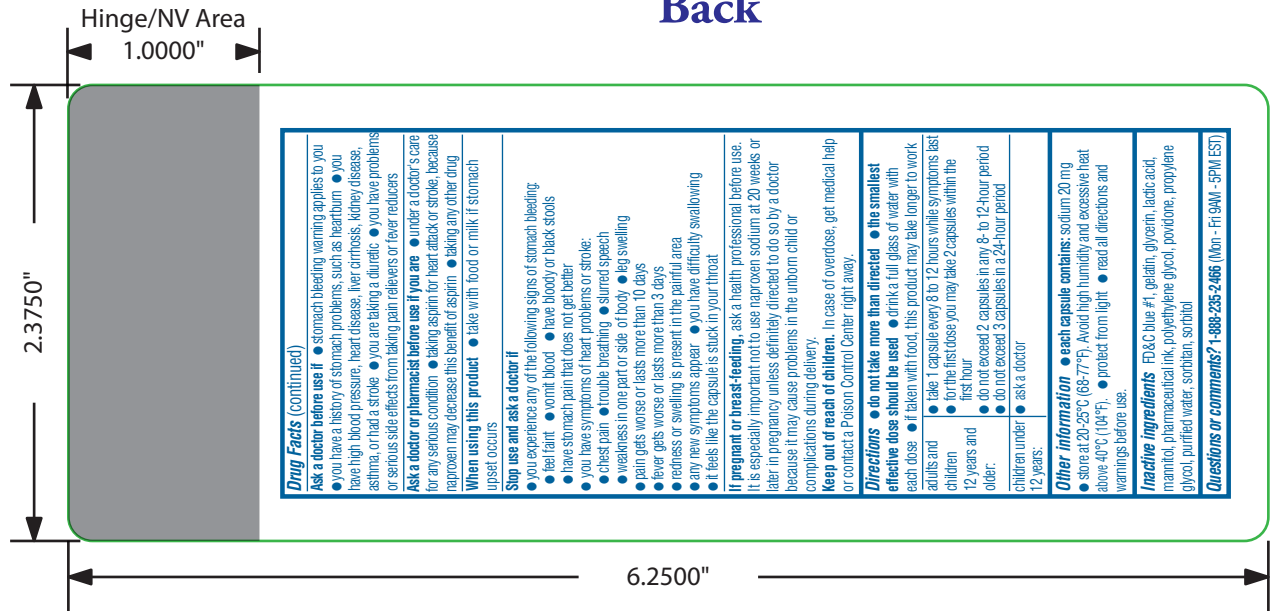 Back
Hinge/NV Area
1.0000"
2.3750"
Drug Facts (continued)
Ask a doctor before use if ● stomach bleeding warning applies to you
● you have a history of stomach problems, such as heartburn ● you
have high blood pressure, heart disease, liver cirrhosis, kidney disease,
asthma, or had a stroke ● you are taking a diuretic ● you have problems
or serious side effects from taking pain relievers or fever reducers
Ask a doctor or pharmacist before use if you are ● under a doctor's care
for any serious condition ● taking aspirin for heart attack or stroke, because
naproxen may decrease this benefit of aspirin ● taking any other drug
When using this product ● take with food or milk if stomach
upset occurs
Stop use and ask a doctor if
● you experience any of the following signs of stomach bleeding:
● feel faint ● vomit blood ● have bloody or black stools
● have stomach pain that does not get better
● you have symptoms of heart problems or stroke:
● chest pain ● trouble breathing ● slurred speech
● weakness in one part or side of body ● leg swelling
● pain gets worse or lasts more than 10 days
● fever gets worse or lasts more than 3 days
● redness or swelling is present in the painful area
● any new symptoms appear ● you have difficulty swallowing
● it feels like the capsule is stuck in your throat
If pregnant or breast-feeding, ask a health professional before use.
It is especially important not to use naproxen sodium at 20 weeks or
later in pregnancy unless definitely directed to do so by a doctor
because it may cause problems in the unborn child or
complications during delivery.
Keep out of reach of children. In case of overdose, get medical help
or contact a Poison Control Center right away.
Directions ● do not take more than directed ● the smallest
effective dose should be used ● drink a full glass of water with
each dose ● if taken with food, this product may take longer to work
adults and
children
12 years and
older:
● take 1 capsule every 8 to 12 hours while symptoms last
● for the first dose you may take 2 capsules within the
first hour
● do not exceed 2 capsules in any 8- to 12-hour period
● do not exceed 3 capsules in a 24-hour period
children under
12 years:
● ask a doctor
Other information ● each capsule contains: sodium 20 mg
● store at 20-25°C (68-77°F). Avoid high humidity and excessive heat
above 40°C (104°F). ● protect from light ● read all directions and
warnings before use.
Inactive ingredients FD&C blue #1, gelatin, glycerin, lactic acid,
mannitol, pharmaceutical ink, polyethylene glycol, povidone, propylene
glycol, purified water, sorbitan, sorbitol
Questions or comments? 1-888-235-2466 (Mon - Fri 9AM - 5PM EST)
6.2500"